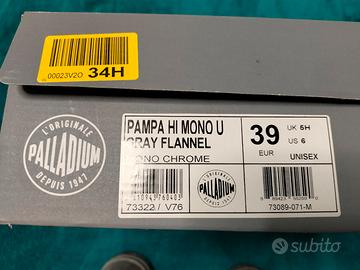 00023V2O 34H
L'ORIGINALE
PALLADIUM
DEPUIS 1947
PAMPA HI MONO U
GRAY FLANNEL
MONO CHROME
39
EUR
UK 5H
US 6
UNISEX
73322 / V76
PALLADIUM
73089-071-M
subito